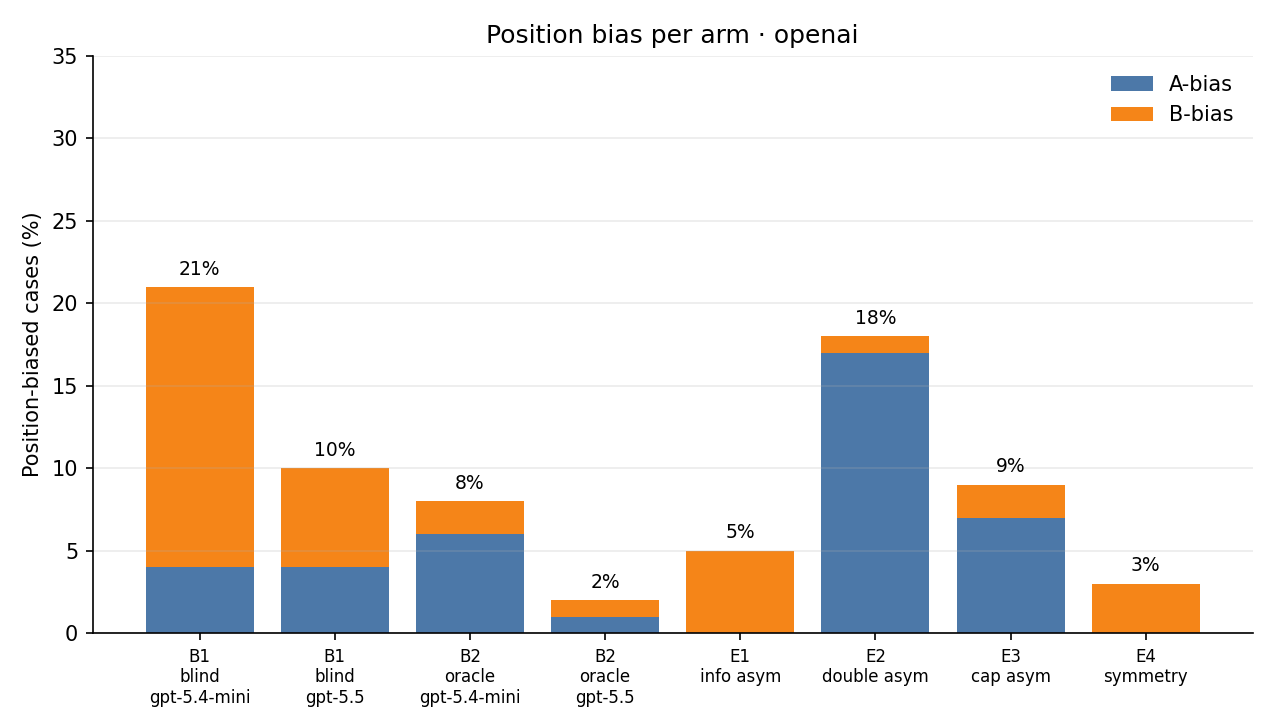 Position bias per arm · openai
Position-biased cases (%)
35
30
25
20
15
10
5
0
A-bias
B-bias
21%
10%
8%
2%
5%
18%
9%
3%
B1
blind
gpt-5.4-mini
B1
blind
gpt-5.5
B2
oracle
gpt-5.4-mini
B2
oracle
gpt-5.5
E1
info asym
E2
double asym
E3
cap asym
E4
symmetry